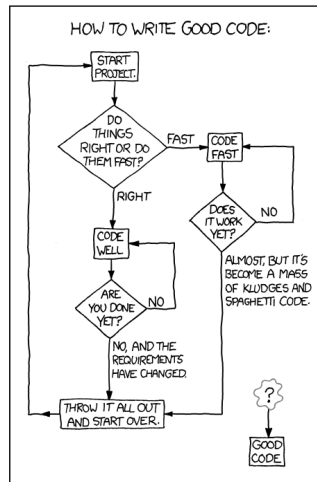 HOW TO WRITE GOOD CODE:
START
PROJECT.
DO
THINGS
RIGHT OR DO
THEM FAST?
FAST
CODE
FAST
RIGHT
DOES
IT WORK
YET?
NO
CODE
WELL
ALMOST, BUT IT'S
BECOME A MASS
OF KLUDGES AND
SPAGHETTI CODE.
ARE
YOU DONE
YET?
NO
NO, AND THE
REQUIREMENTS
HAVE CHANGED.
THROW IT ALL OUT
AND START OVER.
?
GOOD
CODE